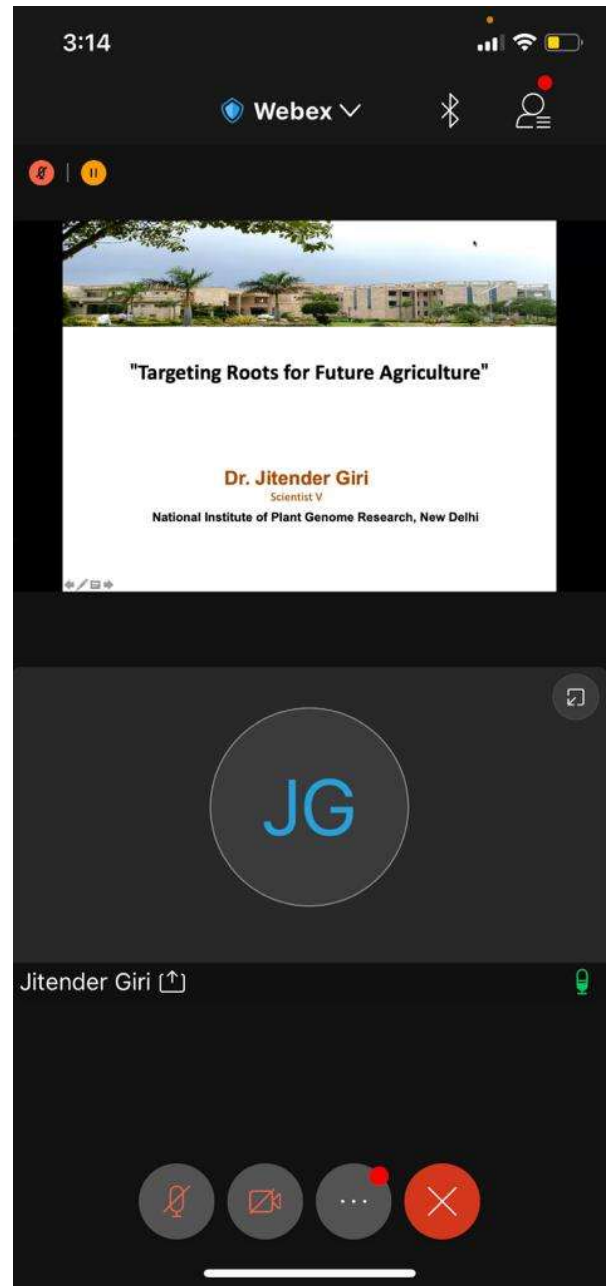 3:14
Webex
"Targeting Roots for Future Agriculture"
Dr. Jitender Giri
Scientist V
National Institute of Plant Genome Research, New Delhi
JG
Jitender Giri